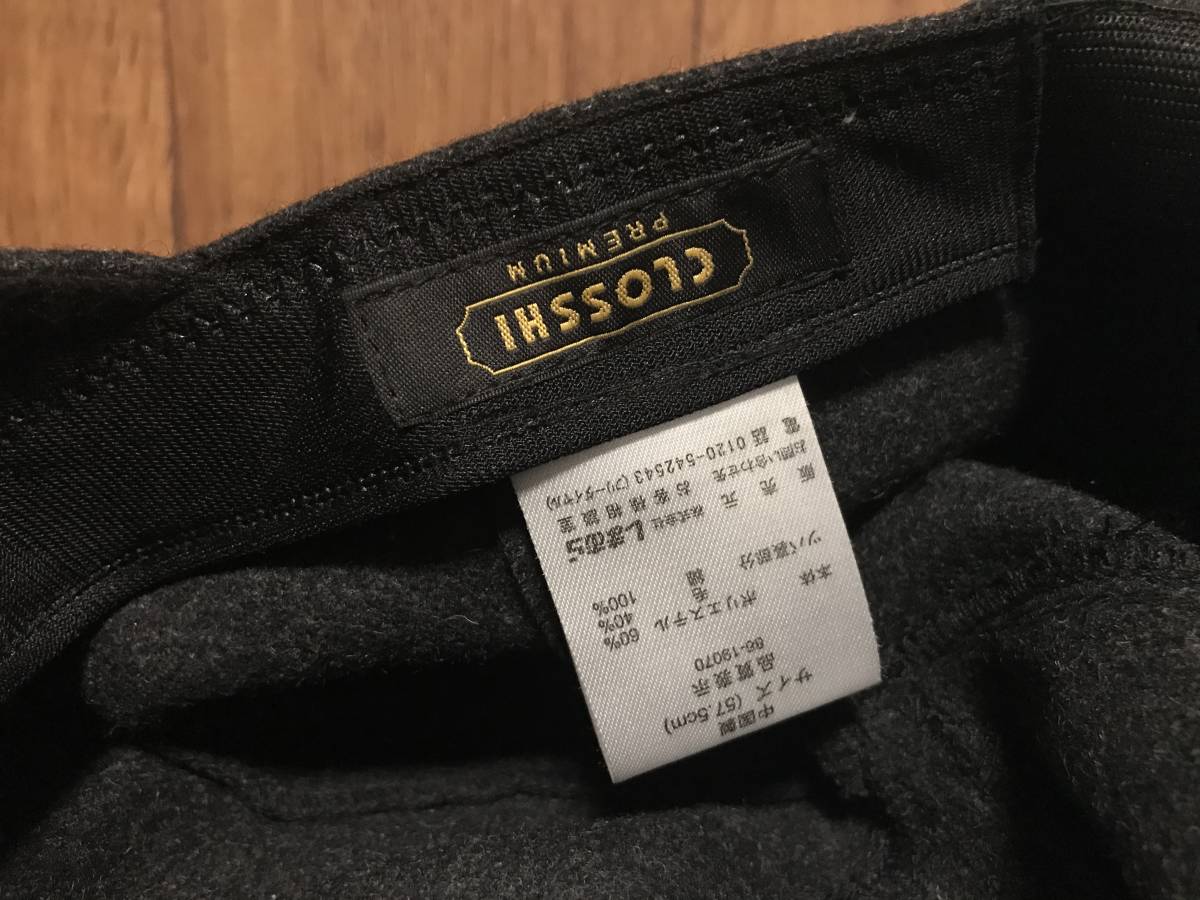 CLOSSHI
PREMIUM
中国製
サイズ (57.5cm)
品質表示
86-19070
本体 ポリエステル 60%
毛 40%
ツバ裏部分 綿 100%
販売元 株式会社 しまむら
お問い合わせ先 お客様相談室
電話 0120-542543 (フリーダイヤル)